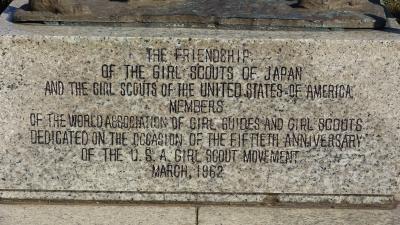 THE FRIENDSHIP
OF THE GIRL SCOUTS OF JAPAN
AND THE GIRL SCOUTS OF THE UNITED STATES OF AMERICA
MEMBERS
OF THE WORLD ASSOCIATION OF GIRL GUIDES AND GIRL SCOUTS
DEDICATED ON THE OCCASION OF THE FIFTIETH ANNIVERSARY
OF THE U.S.A. GIRL SCOUT MOVEMENT
MARCH, 1962